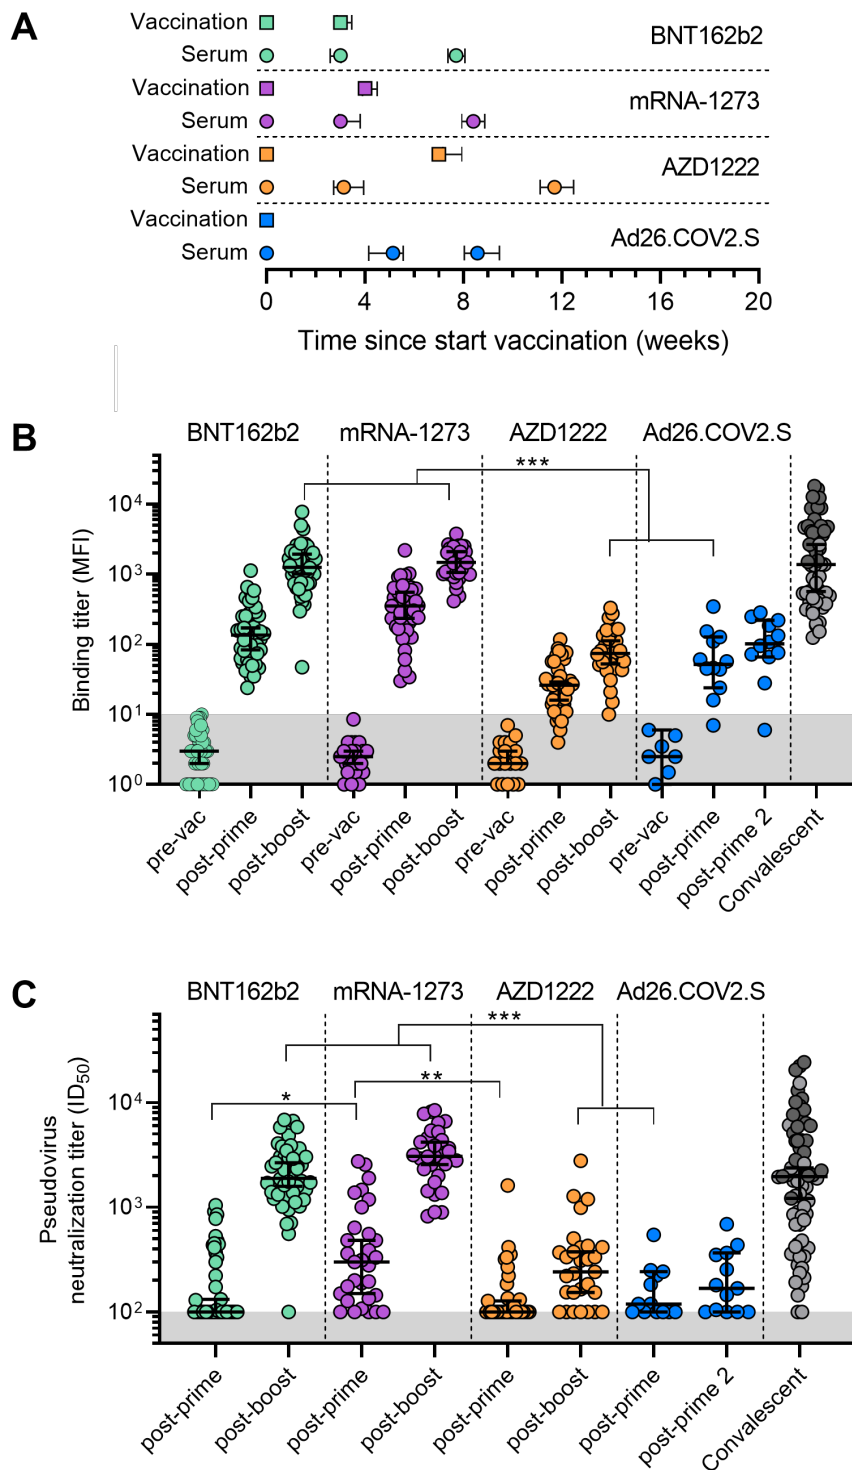 A
Vaccination
BNT162b2
Serum
Vaccination
mRNA-1273
Serum
Vaccination
AZD1222
Serum
Vaccination
Ad26.COV2.S
Serum
0 4 8 12 16 20
Time since start vaccination (weeks)
B
BNT162b2 mRNA-1273 AZD1222 Ad26.COV2.S
***
Binding titer (MFI)
10⁴
10³
10²
10¹
10⁰
pre-vac post-prime post-boost pre-vac post-prime post-boost pre-vac post-prime post-boost pre-vac post-prime post-prime 2 Convalescent
C
BNT162b2 mRNA-1273 AZD1222 Ad26.COV2.S
***
**
*
Pseudovirus
neutralization titer (ID₅₀)
10⁴
10³
10²
post-prime post-boost post-prime post-boost post-prime post-boost post-prime post-prime 2 Convalescent